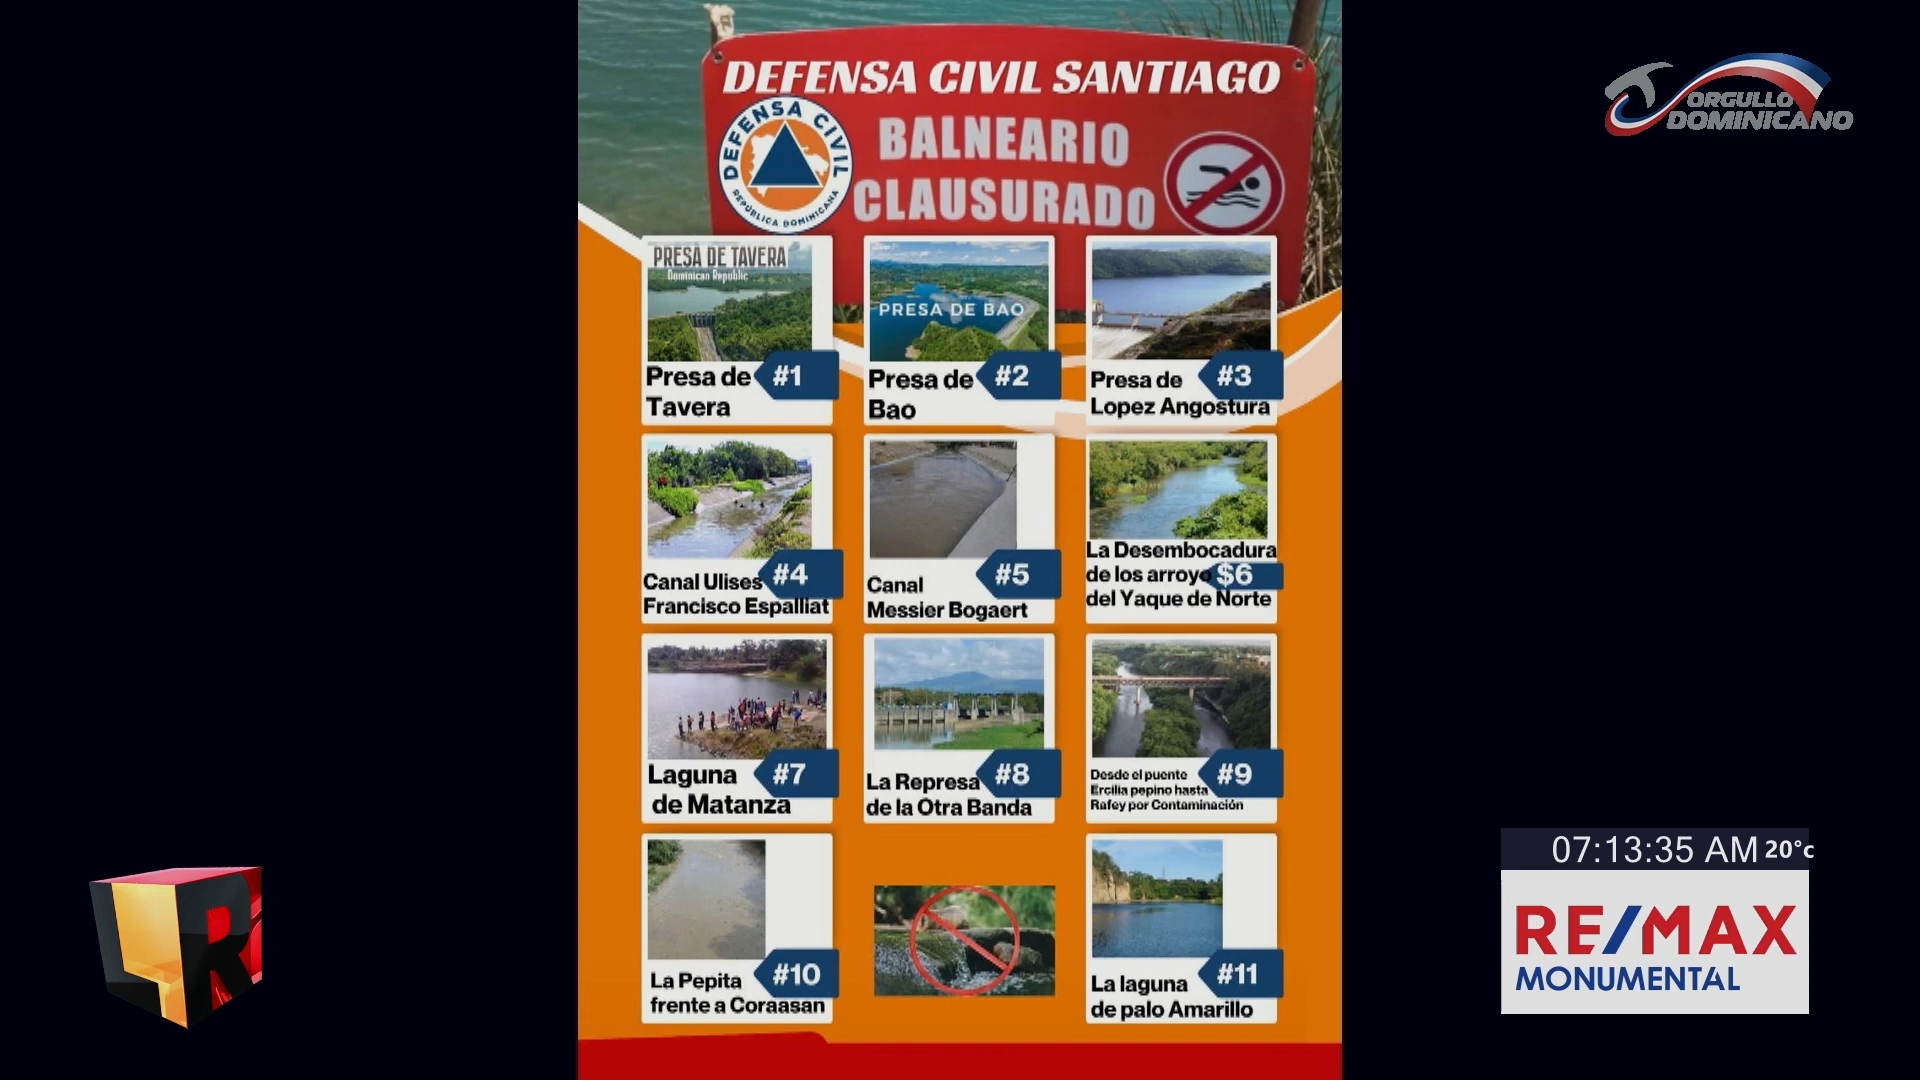 DEFENSA CIVIL SANTIAGO
DEFENSA CIVIL
REPÚBLICA DOMINICANA
BALNEARIO
CLAUSURADO
ORGULLO
DOMINICANO
PRESA DE TAVERA
Dominican Republic
Presa de
Tavera
#1
PRESA DE BAO
Presa de
Bao
#2
Presa de
Lopez Angostura
#3
Canal Ulises
Francisco Espalliat
#4
Canal
Messier Bogaert
#5
La Desembocadura
de los arroyo
del Yaque de Norte
$6
Laguna
de Matanza
#7
La Represa
de la Otra Banda
#8
Desde el puente
Ercilia pepino hasta
Rafey por Contaminación
#9
La Pepita
frente a Coraasan
#10
La laguna
de palo Amarillo
#11
07:13:35 AM 20°c
RE/MAX
MONUMENTAL